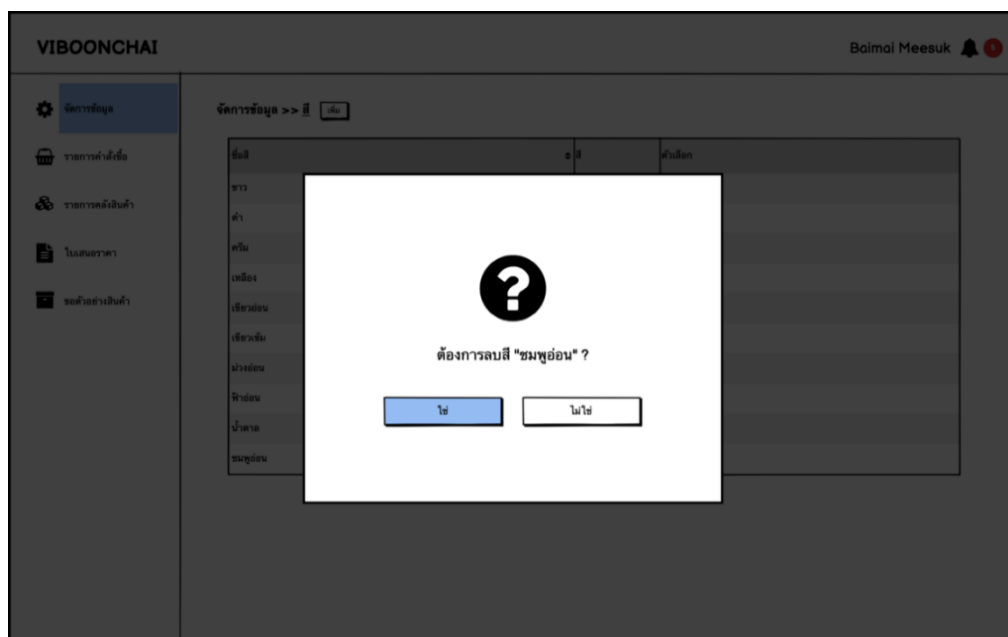 VIBOONCHAI
Baimai Meesuk
จัดการข้อมูล
รายการคำสั่งซื้อ
รายการคลังสินค้า
ใบเสนอราคา
ขอตัวอย่างสินค้า
จัดการข้อมูล >> สี เพิ่ม
ชื่อสี สี ตัวเลือก
ขาว
ดำ
ครีม
เหลือง
เขียวอ่อน
เขียวเข้ม
ม่วงอ่อน
ฟ้าอ่อน
น้ำตาล
ชมพูอ่อน
ต้องการลบสี "ชมพูอ่อน" ?
ใช่ ไม่ใช่